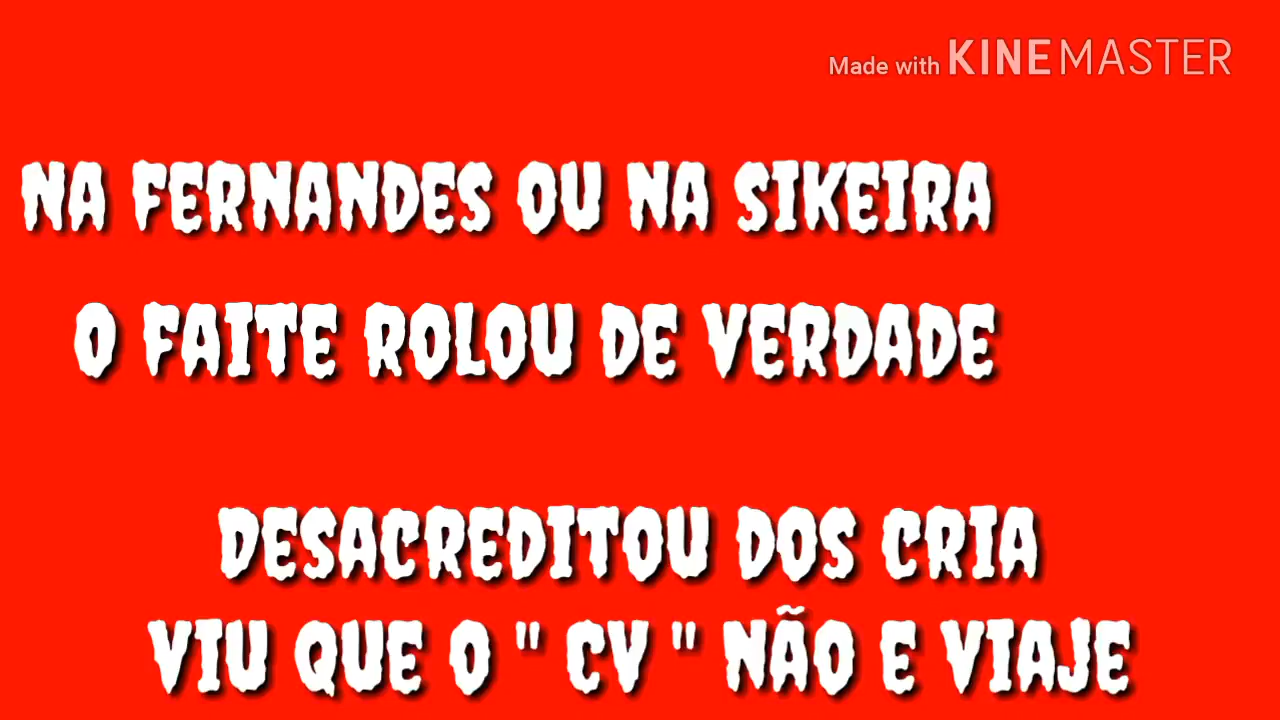 Made with KINEMASTER
NA FERNANDES OU NA SIKEIRA
O FAITE ROLOU DE VERDADE
DESACREDITOU DOS CRIA
VIU QUE O " CV " NÃO E VIAJE